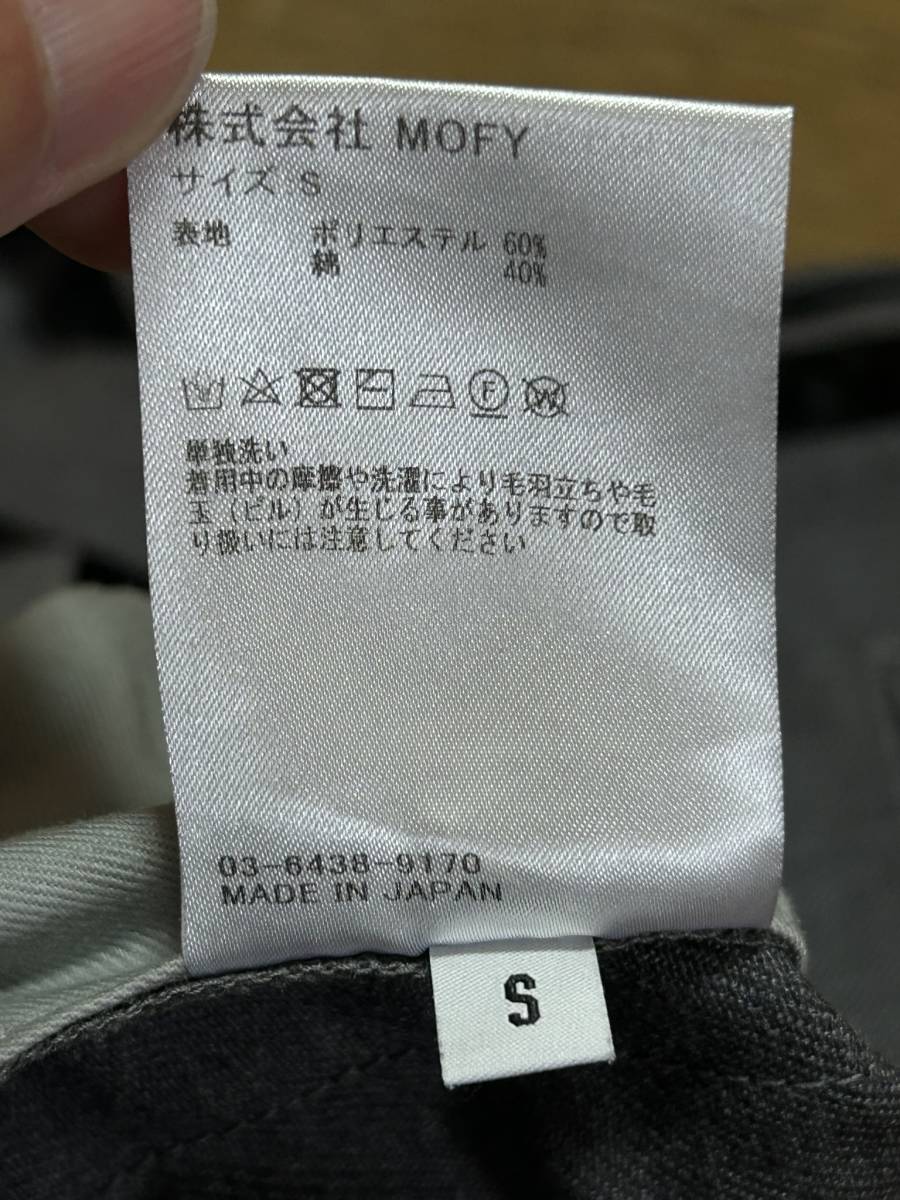 株式会社 MOFY
サイズ S
表地 ポリエステル 60%
綿 40%
F W
単独洗い
着用中の摩擦や洗濯により毛羽立ちや毛
玉（ピル）が生じる事がありますので取
り扱いには注意してください
03-6438-9170
MADE IN JAPAN
S